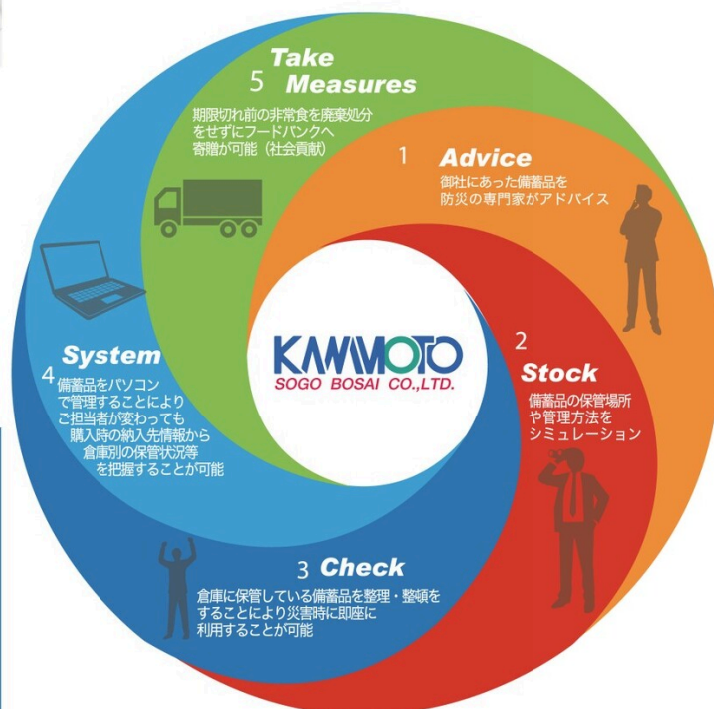 KAWAMOTO
SOGO BOSAI CO.,LTD.
1 Advice
御社にあった備蓄品を
防災の専門家がアドバイス
2
Stock
備蓄品の保管場所
や管理方法を
シミュレーション
3 Check
倉庫に保管している備蓄品を整理・整頓を
することにより災害時に即座に
利用することが可能
System
4 備蓄品をパソコン
で管理することにより
ご担当者が変わっても
購入時の納入先情報から
倉庫別の保管状況等
を把握することが可能
Take
5 Measures
期限切れ前の非常食を廃棄処分
をせずにフードバンクへ
寄贈が可能（社会貢献）